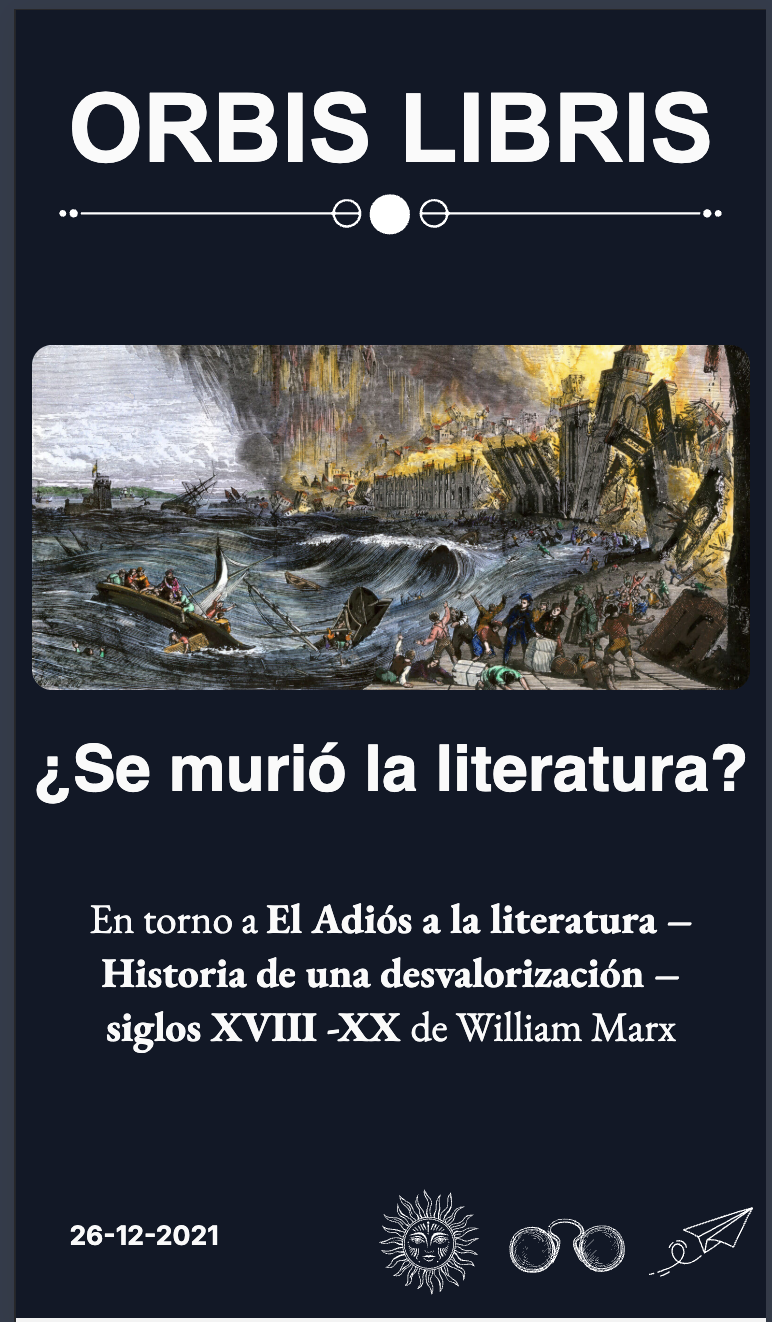 ORBIS LIBRIS
¿Se murió la literatura?
En torno a El Adiós a la literatura –
Historia de una desvalorización –
siglos XVIII -XX de William Marx
26-12-2021